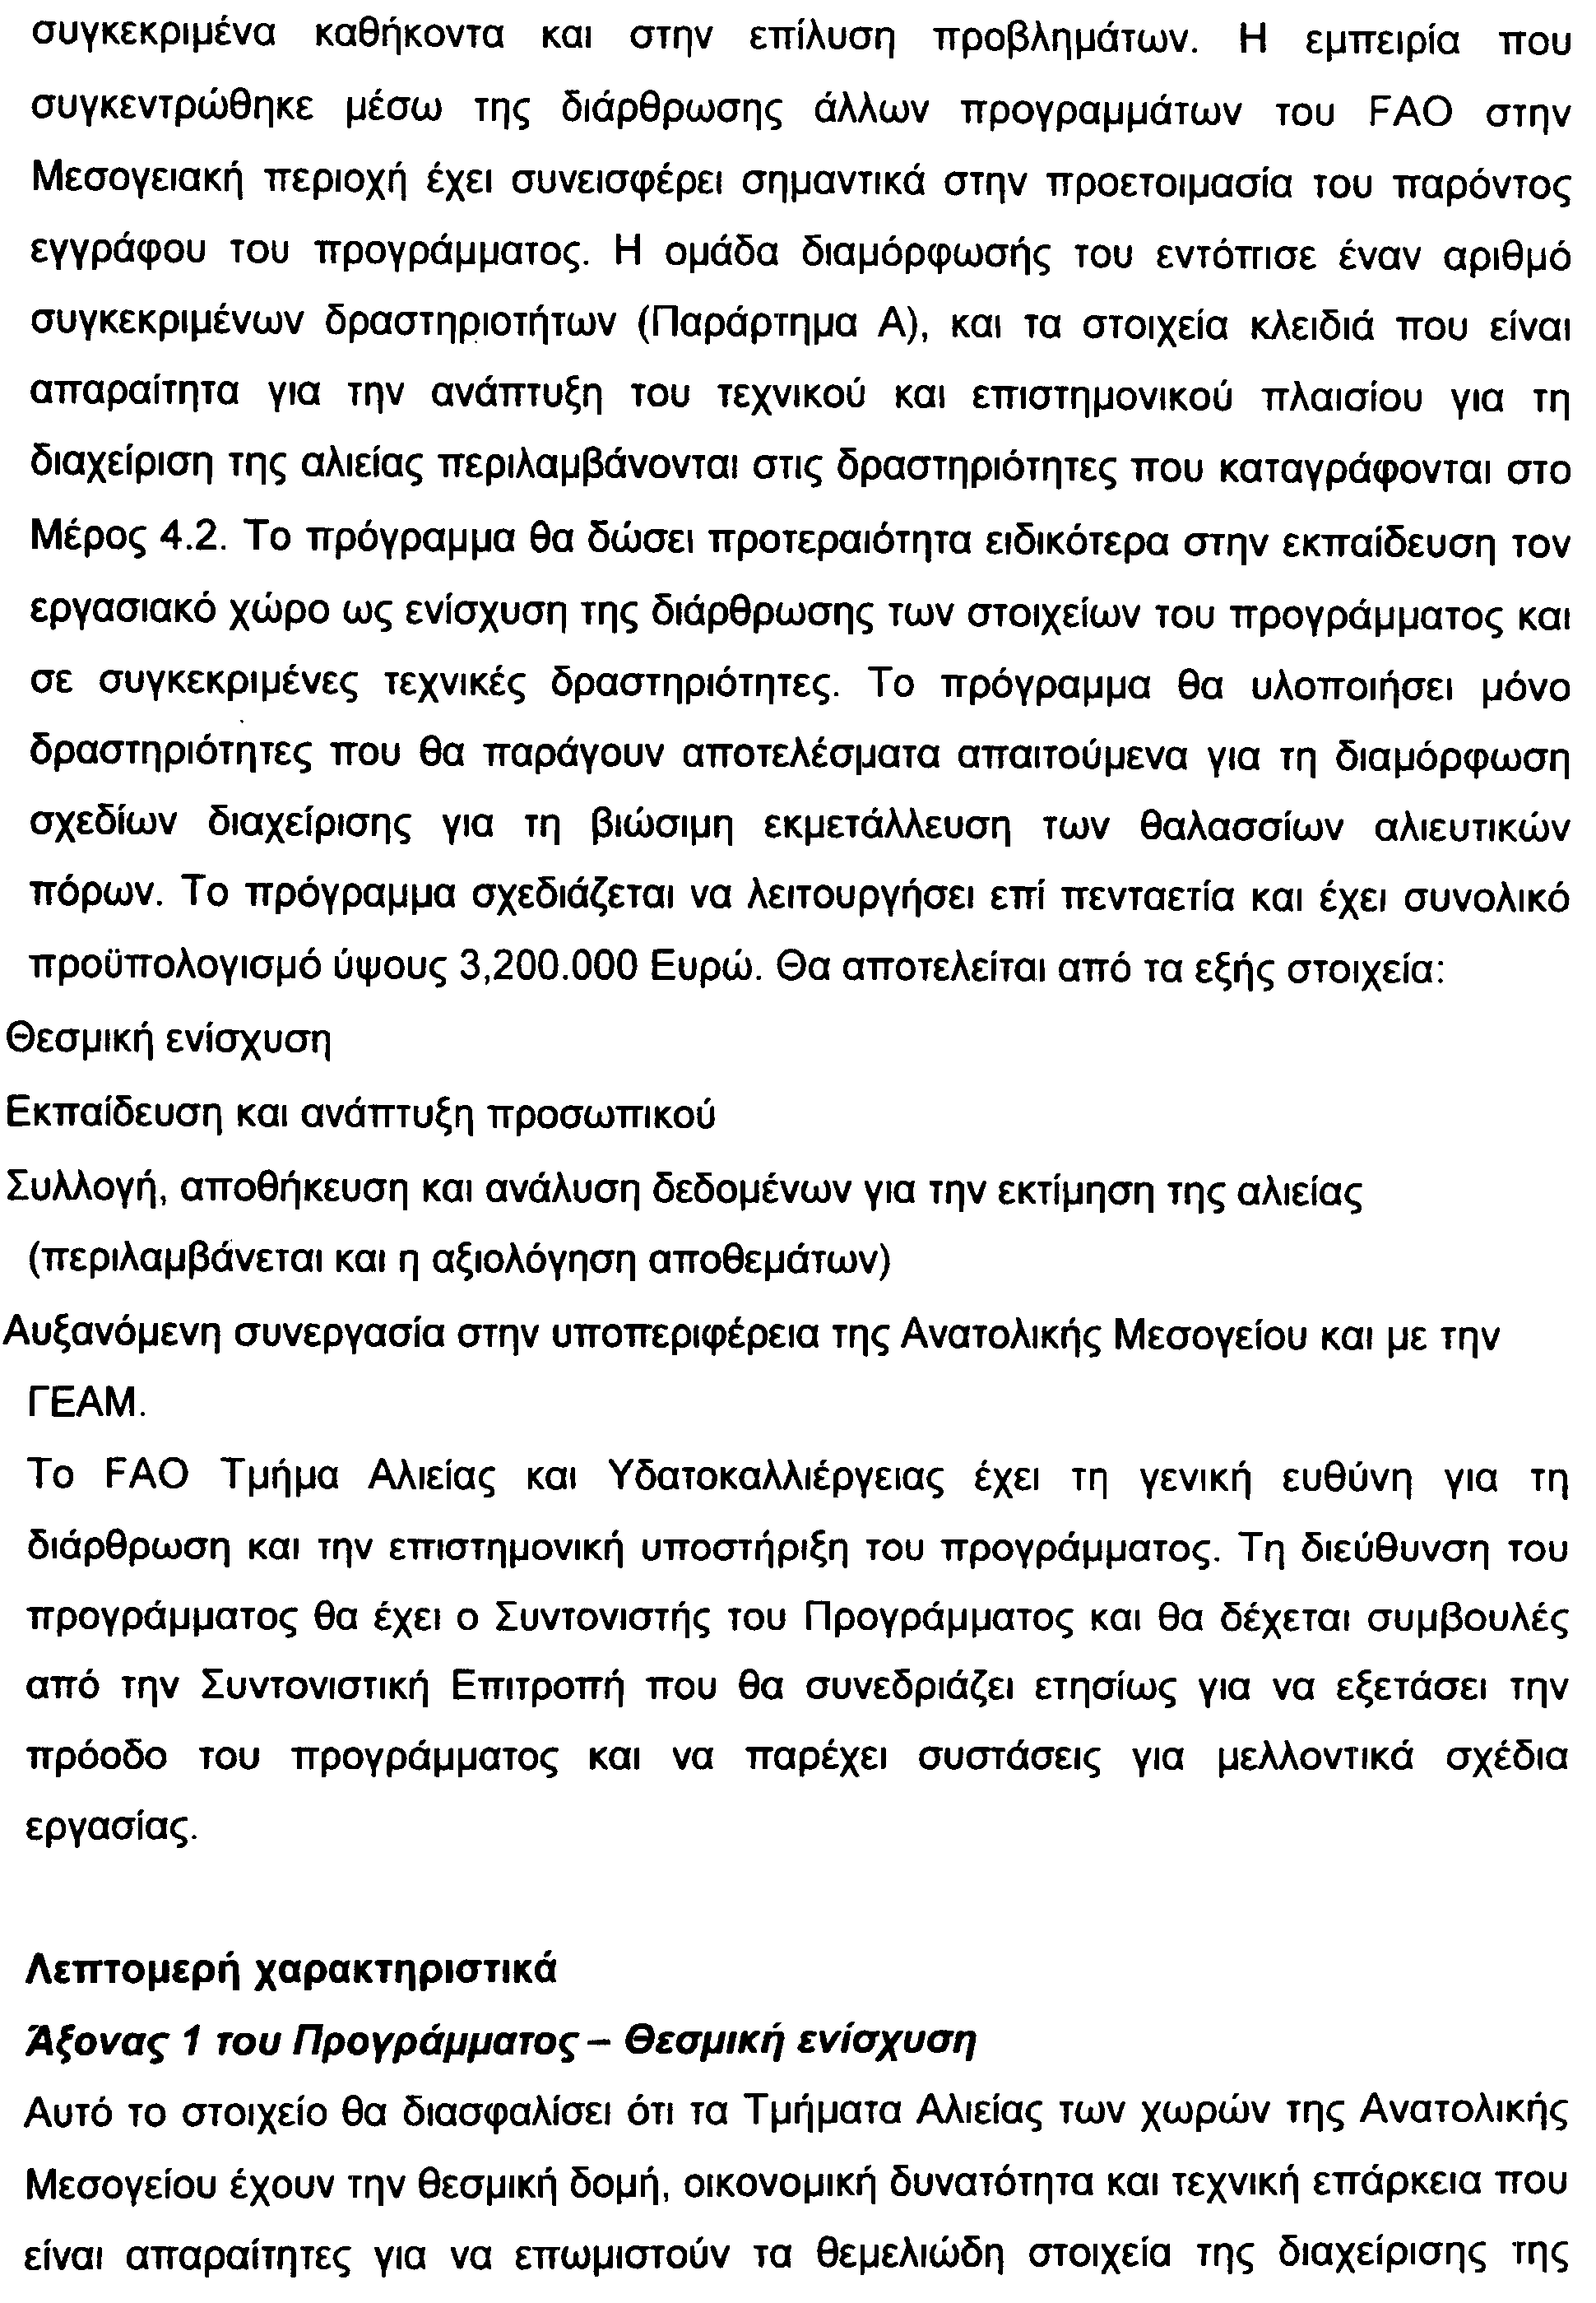 συγκεκριμένα καθήκοντα και στην επίλυση προβλημάτων. Η εμπειρία που
συγκεντρώθηκε μέσω της διάρθρωσης άλλων προγραμμάτων του FAO στην
Μεσογειακή περιοχή έχει συνεισφέρει σημαντικά στην προετοιμασία του παρόντος
εγγράφου του προγράμματος. Η ομάδα διαμόρφωσής του εντόπισε έναν αριθμό
συγκεκριμένων δραστηριοτήτων (Παράρτημα Α), και τα στοιχεία κλειδιά που είναι
απαραίτητα για την ανάπτυξη του τεχνικού και επιστημονικού πλαισίου για τη
διαχείριση της αλιείας περιλαμβάνονται στις δραστηριότητες που καταγράφονται στο
Μέρος 4.2. Το πρόγραμμα θα δώσει προτεραιότητα ειδικότερα στην εκπαίδευση τον
εργασιακό χώρο ως ενίσχυση της διάρθρωσης των στοιχείων του προγράμματος και
σε συγκεκριμένες τεχνικές δραστηριότητες. Το πρόγραμμα θα υλοποιήσει μόνο
δραστηριότητες που θα παράγουν αποτελέσματα απαιτούμενα για τη διαμόρφωση
σχεδίων διαχείρισης για τη βιώσιμη εκμετάλλευση των θαλασσίων αλιευτικών
πόρων. Το πρόγραμμα σχεδιάζεται να λειτουργήσει επί πενταετία και έχει συνολικό
προϋπολογισμό ύψους 3,200.000 Ευρώ. Θα αποτελείται από τα εξής στοιχεία:
Θεσμική ενίσχυση
Εκπαίδευση και ανάπτυξη προσωπικού
Συλλογή, αποθήκευση και ανάλυση δεδομένων για την εκτίμηση της αλιείας
(περιλαμβάνεται και η αξιολόγηση αποθεμάτων)
Αυξανόμενη συνεργασία στην υποπεριφέρεια της Ανατολικής Μεσογείου και με την
ΓΕΑΜ.
Το FAO Τμήμα Αλιείας και Υδατοκαλλιέργειας έχει τη γενική ευθύνη για τη
διάρθρωση και την επιστημονική υποστήριξη του προγράμματος. Τη διεύθυνση του
προγράμματος θα έχει ο Συντονιστής του Προγράμματος και θα δέχεται συμβουλές
από την Συντονιστική Επιτροπή που θα συνεδριάζει ετησίως για να εξετάσει την
πρόοδο του προγράμματος και να παρέχει συστάσεις για μελλοντικά σχέδια
εργασίας.
Λεπτομερή χαρακτηριστικά
Άξονας 1 του Προγράμματος – Θεσμική ενίσχυση
Αυτό το στοιχείο θα διασφαλίσει ότι τα Τμήματα Αλιείας των χωρών της Ανατολικής
Μεσογείου έχουν την θεσμική δομή, οικονομική δυνατότητα και τεχνική επάρκεια που
είναι απαραίτητες για να επωμιστούν τα θεμελιώδη στοιχεία της διαχείρισης της